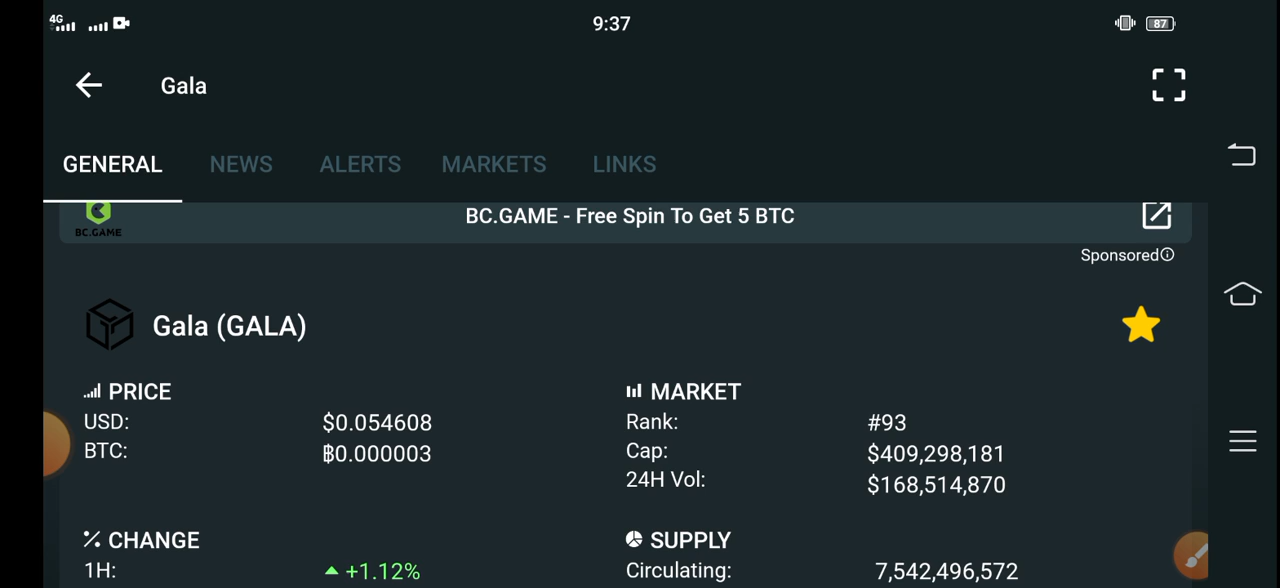 4G 9:37 87
Gala
GENERAL NEWS ALERTS MARKETS LINKS
BC.GAME BC.GAME - Free Spin To Get 5 BTC
Sponsored
Gala (GALA)
PRICE MARKET
USD: $0.054608 Rank: #93
BTC: ฿0.000003 Cap: $409,298,181
24H Vol: $168,514,870
CHANGE SUPPLY
1H: +1.12% Circulating: 7,542,496,572